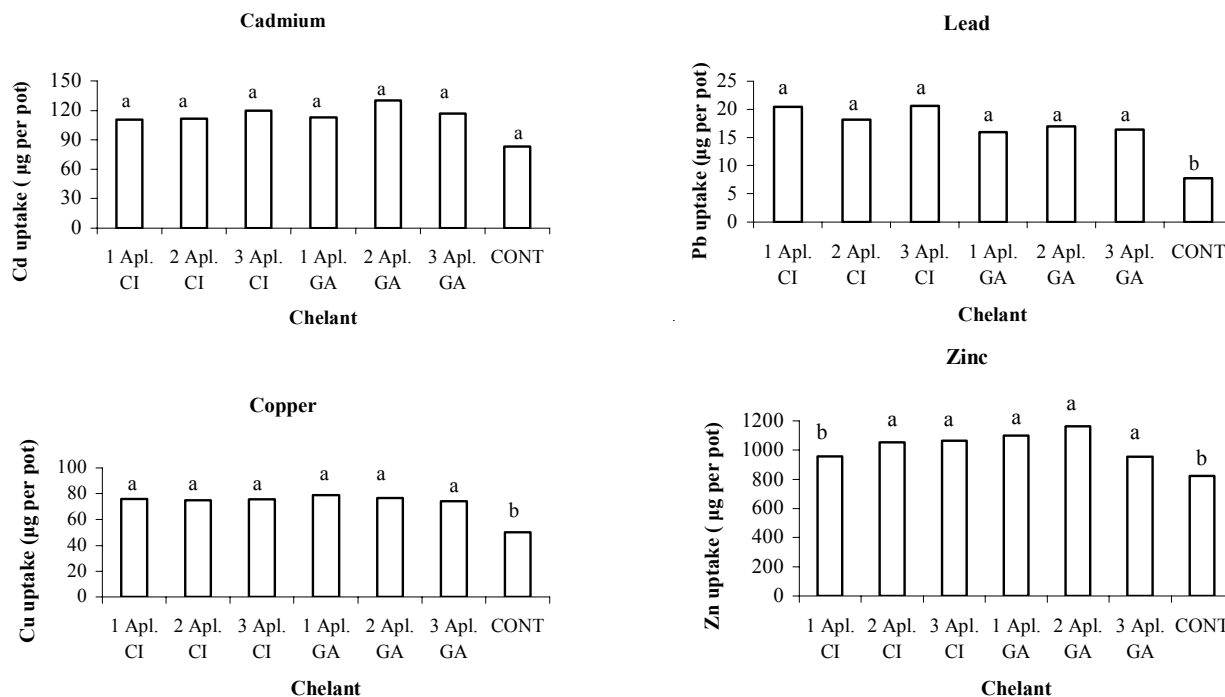 Cadmium
Cd uptake ( µg per pot)
150
120
90
60
30
0
a a a a a a a
1 Apl. 2 Apl. 3 Apl. 1 Apl. 2 Apl. 3 Apl. CONT
CI CI CI GA GA GA
Chelant
Lead
Pb uptake (µg per pot)
25
20
15
10
5
0
a a a a a a b
1 Apl. 2 Apl. 3 Apl. 1 Apl. 2 Apl. 3 Apl. CONT
CI CI CI GA GA GA
Chelant
Copper
Cu uptake (µg per pot)
100
80
60
40
20
0
a a a a a a b
1 Apl. 2 Apl. 3 Apl. 1 Apl. 2 Apl. 3 Apl. CONT
CI CI CI GA GA GA
Chelant
Zinc
Zn uptake ( µg per pot)
1200
1000
800
600
400
200
0
b a a a a a b
1 Apl. 2 Apl. 3 Apl. 1 Apl. 2 Apl. 3 Apl. CONT
CI CI CI GA GA GA
Chelant